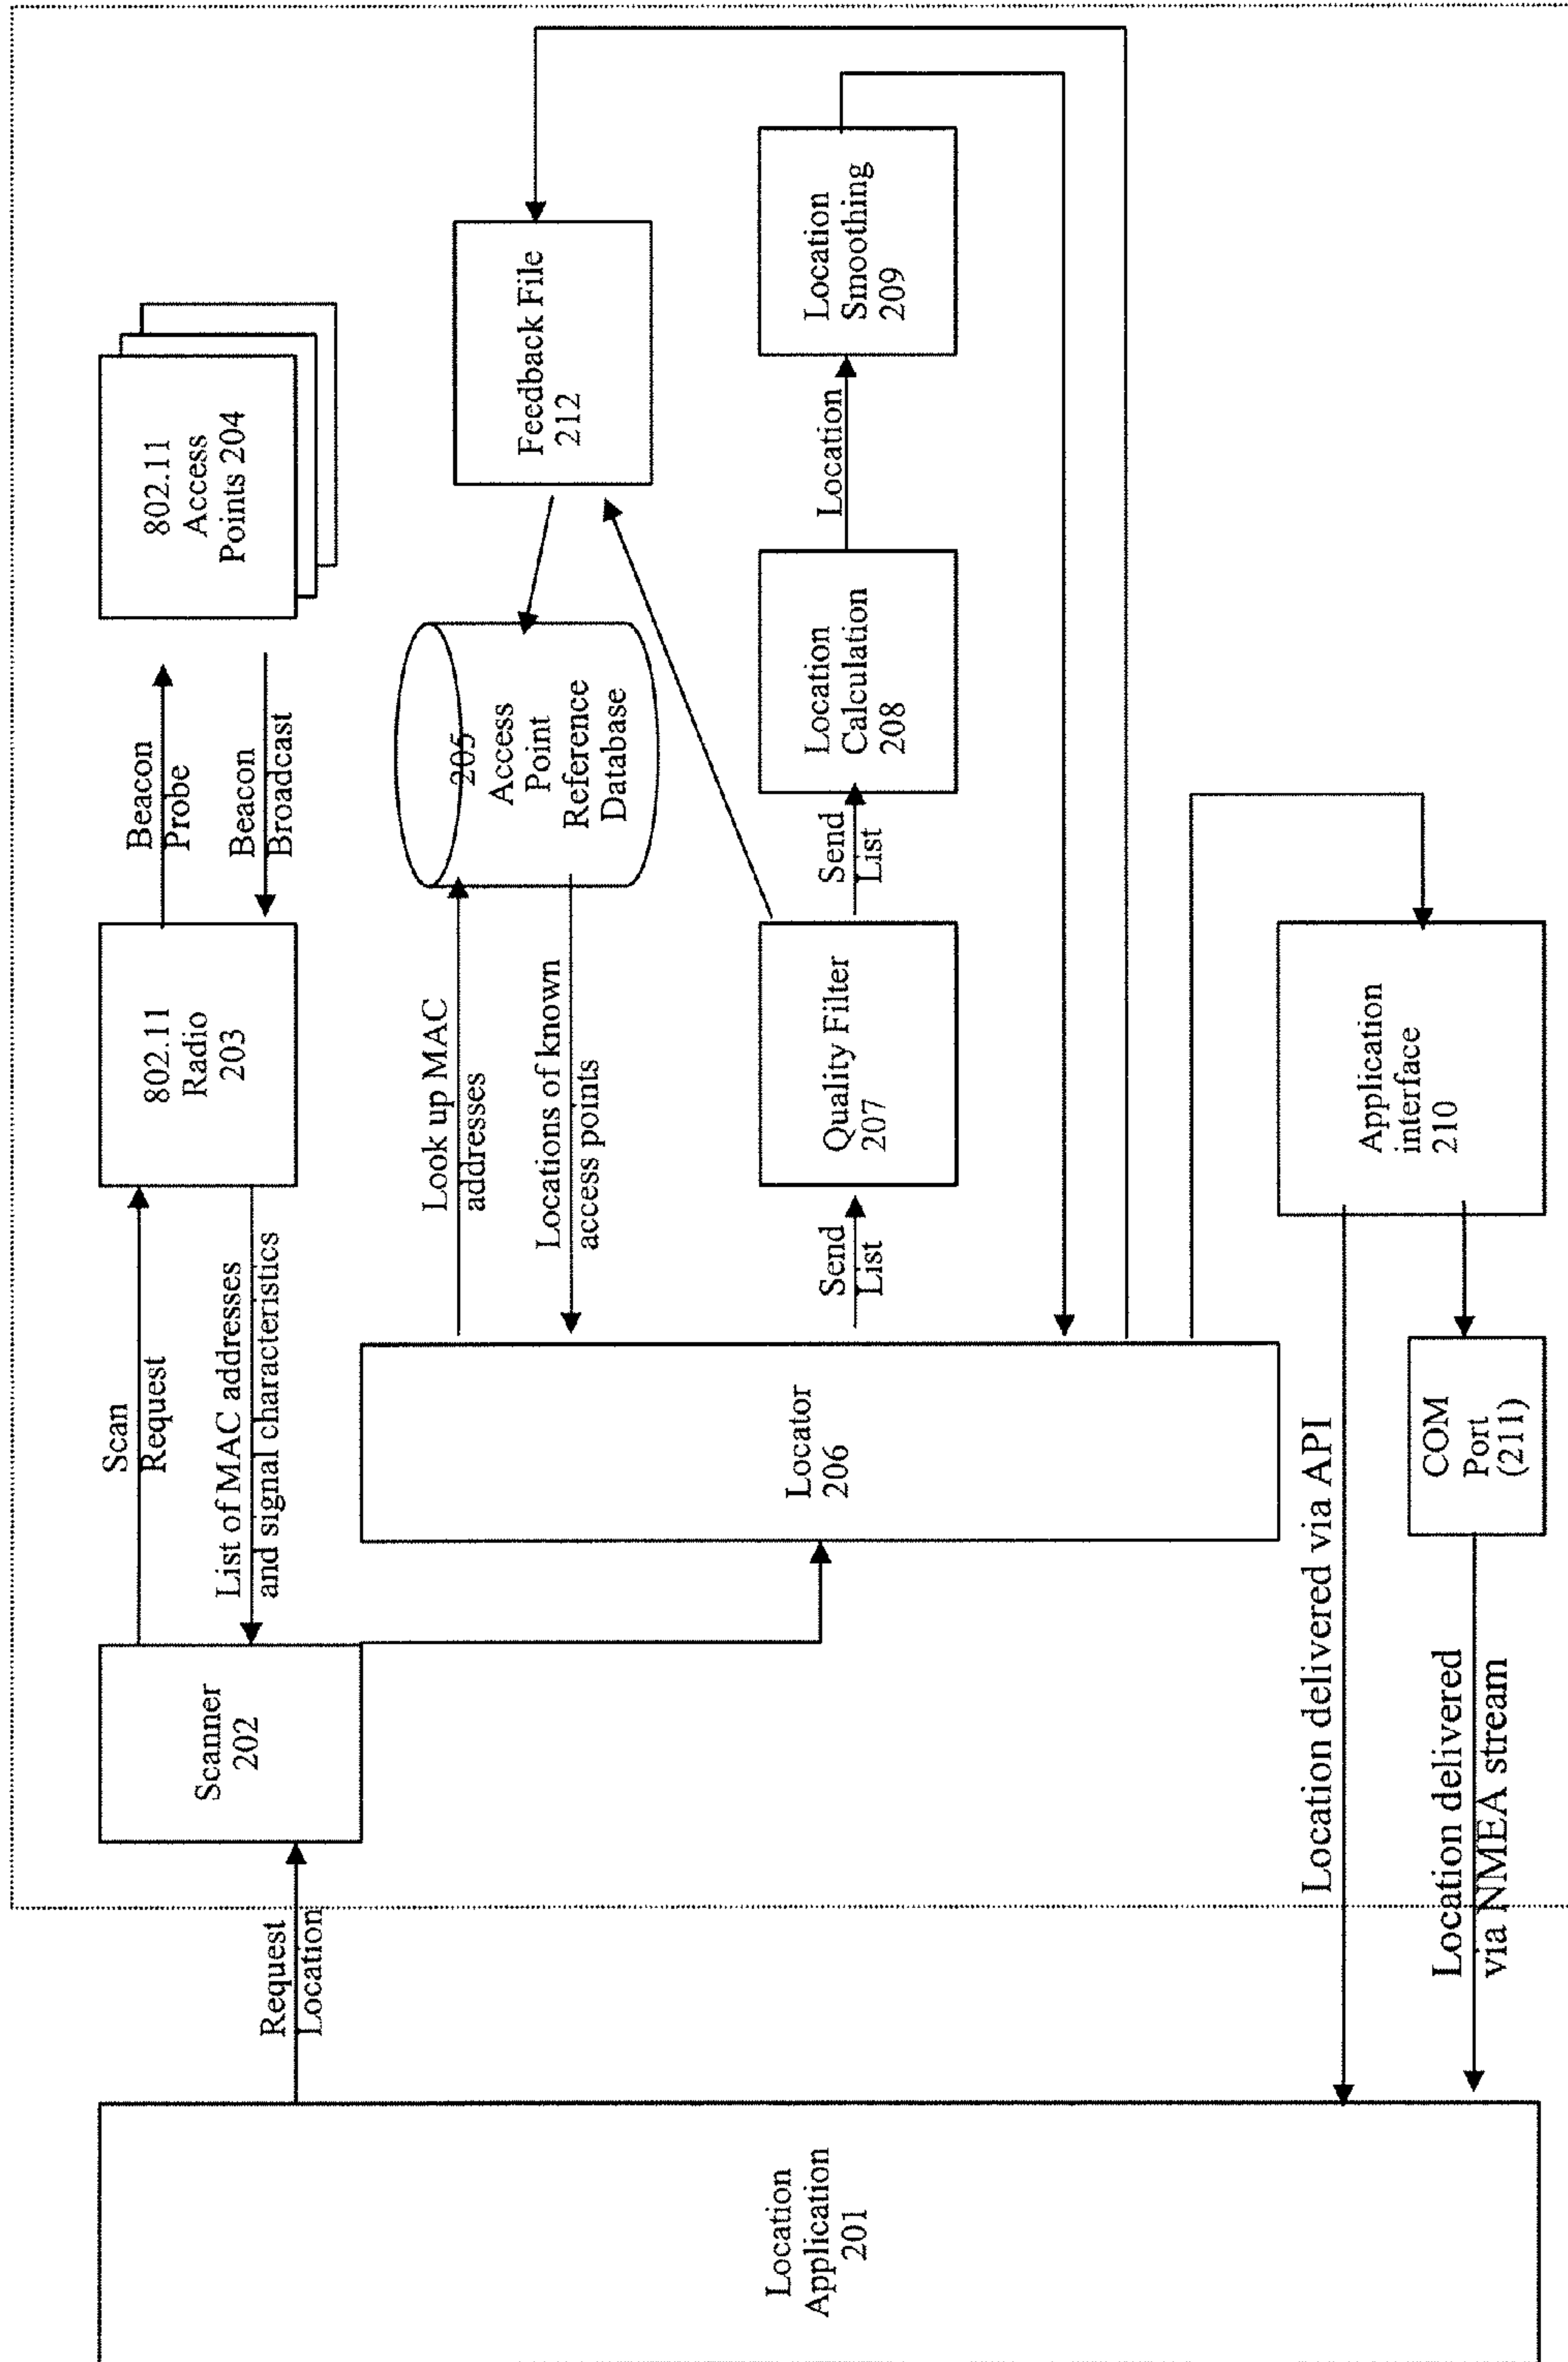 Location
Application
201
Request
Location
Scanner
202
Scan
Request
List of MAC addresses
and signal characteristics
802.11
Radio
203
Beacon
Probe
Beacon
Broadcast
802.11
Access
Points 204
Locator
206
Look up MAC
addresses
Locations of known
access points
205
Access
Point
Reference
Database
Feedback File
212
Send
List
Quality Filter
207
Send
List
Location
Calculation
208
Location
Location
Smoothing
209
Application
interface
210
Location delivered via API
COM
Port
(211)
Location delivered
via NMEA stream